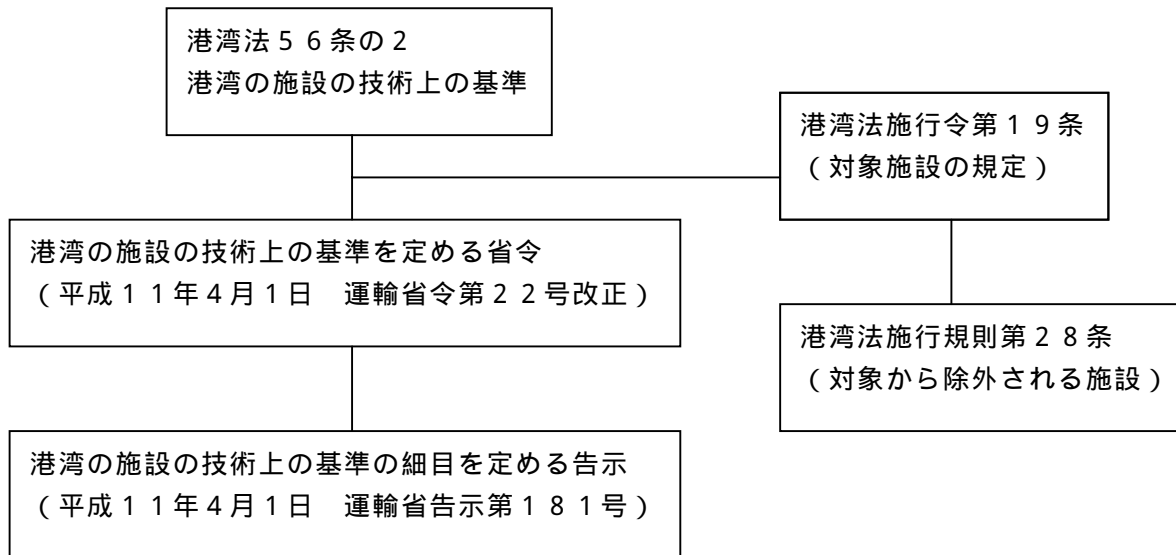 港湾法５６条の２
港湾の施設の技術上の基準
港湾法施行令第１９条
（対象施設の規定）
港湾の施設の技術上の基準を定める省令
（平成１１年４月１日　運輸省令第２２号改正）
港湾法施行規則第２８条
（対象から除外される施設）
港湾の施設の技術上の基準の細目を定める告示
（平成１１年４月１日　運輸省告示第１８１号）